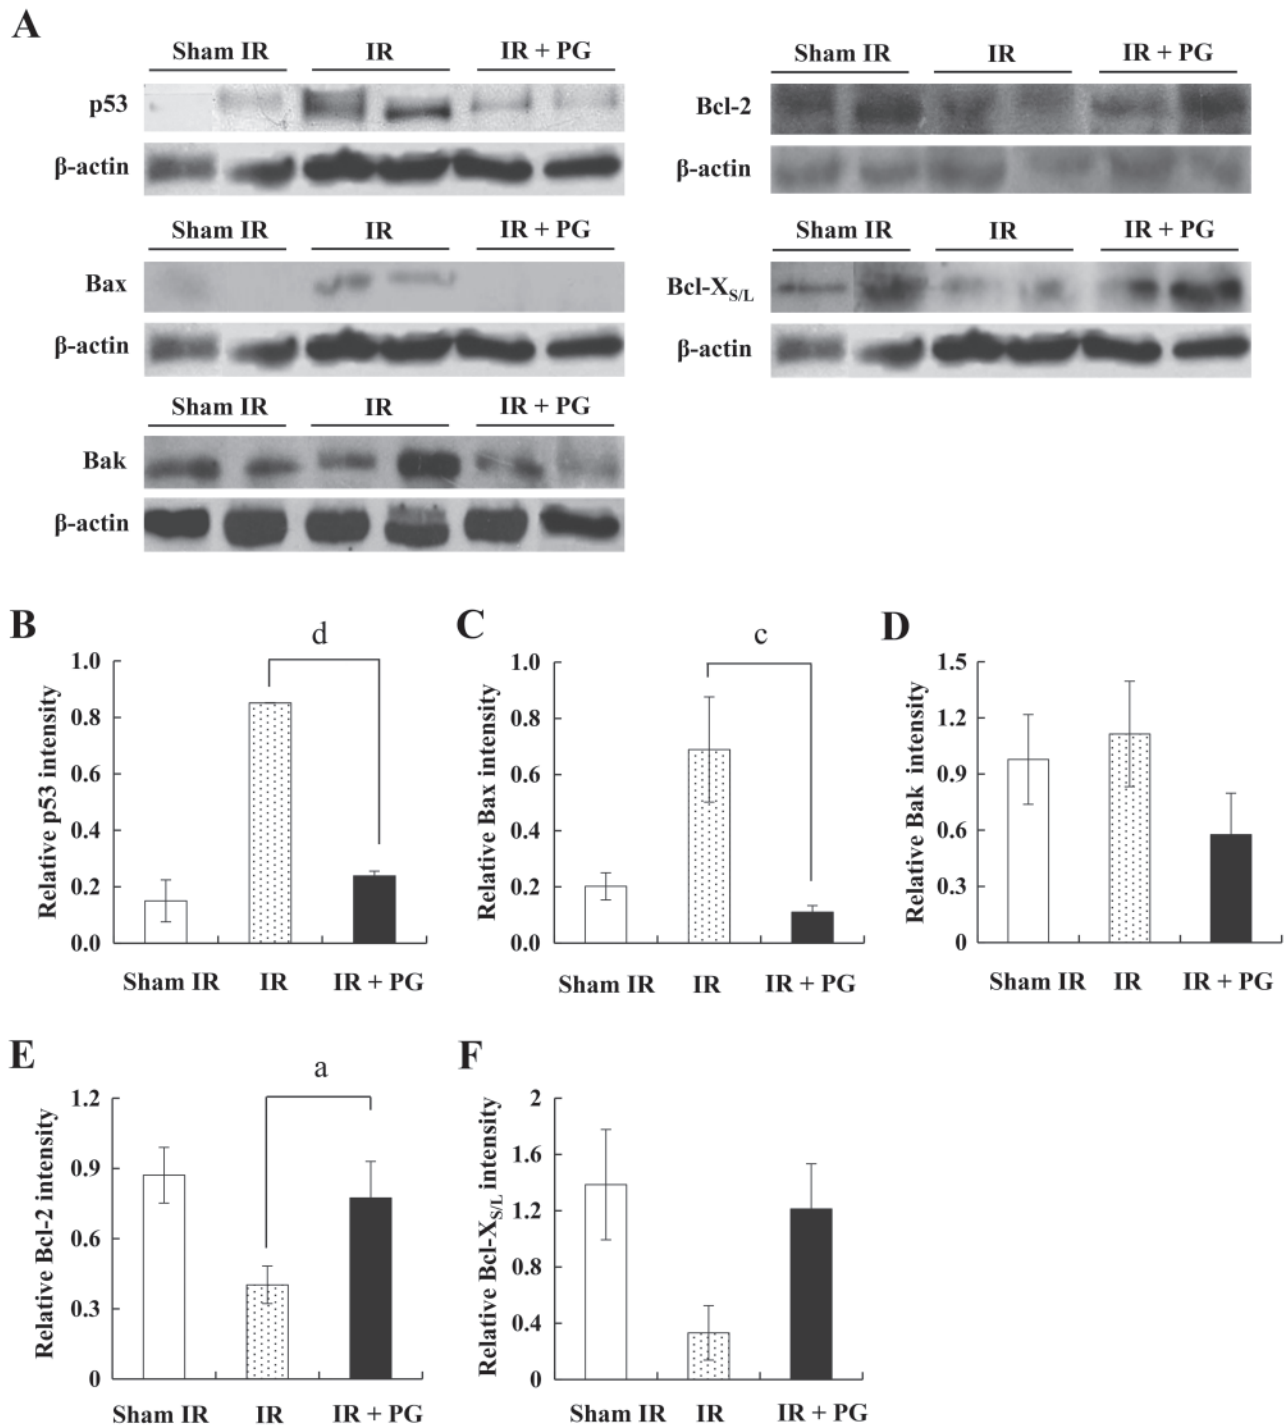 A
Sham IR IR IR + PG
p53
β-actin
Sham IR IR IR + PG
Bax
β-actin
Sham IR IR IR + PG
Bak
β-actin
Sham IR IR IR + PG
Bcl-2
β-actin
Sham IR IR IR + PG
Bcl-XS/L
β-actin
B
d
Relative p53 intensity
1.0
0.8
0.6
0.4
0.2
0.0
Sham IR IR IR + PG
C
c
Relative Bax intensity
1.0
0.8
0.6
0.4
0.2
0.0
Sham IR IR IR + PG
D
Relative Bak intensity
1.5
1.2
0.9
0.6
0.3
0
Sham IR IR IR + PG
E
a
Relative Bcl-2 intensity
1.2
0.9
0.6
0.3
0
Sham IR IR IR + PG
F
Relative Bcl-XS/L intensity
2
1.6
1.2
0.8
0.4
0
Sham IR IR IR + PG